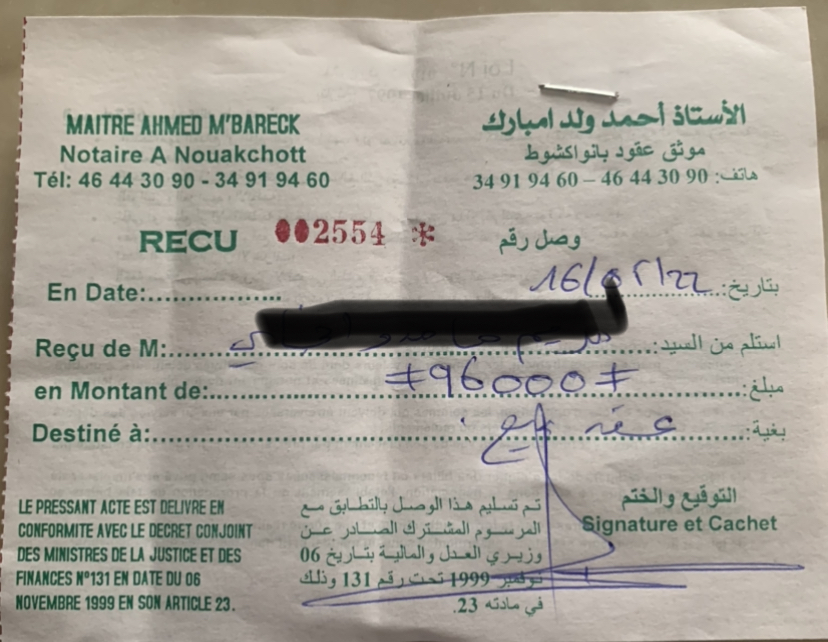 MAITRE AHMED M'BARECK
Notaire A Nouakchott
Tél: 46 44 30 90 - 34 91 94 60
الأستاذ أحمد ولد امبارك
موثق عقود بانواكشوط
هاتف: 46 44 30 90 – 34 91 94 60
RECU 002554 * وصل رقم
En Date:.................. بتاريخ: 16/05/22
Reçu de M: استلم من السيد:
en Montant de: ≠96000≠ مبلغ:
Destiné à: عقد بيع بغية:
التوقيع والختم
Signature et Cachet
LE PRESSANT ACTE EST DELIVRE EN
CONFORMITE AVEC LE DECRET CONJOINT
DES MINISTRES DE LA JUSTICE ET DES
FINANCES N°131 EN DATE DU 06
NOVEMBRE 1999 EN SON ARTICLE 23.
تم تسليم هذا الوصل بالتطابق مع
المرسوم المشترك الصادر عن
وزيري العدل والمالية بتاريخ 06
نوفمبر 1999 تحت رقم 131 وذلك
في مادته 23.